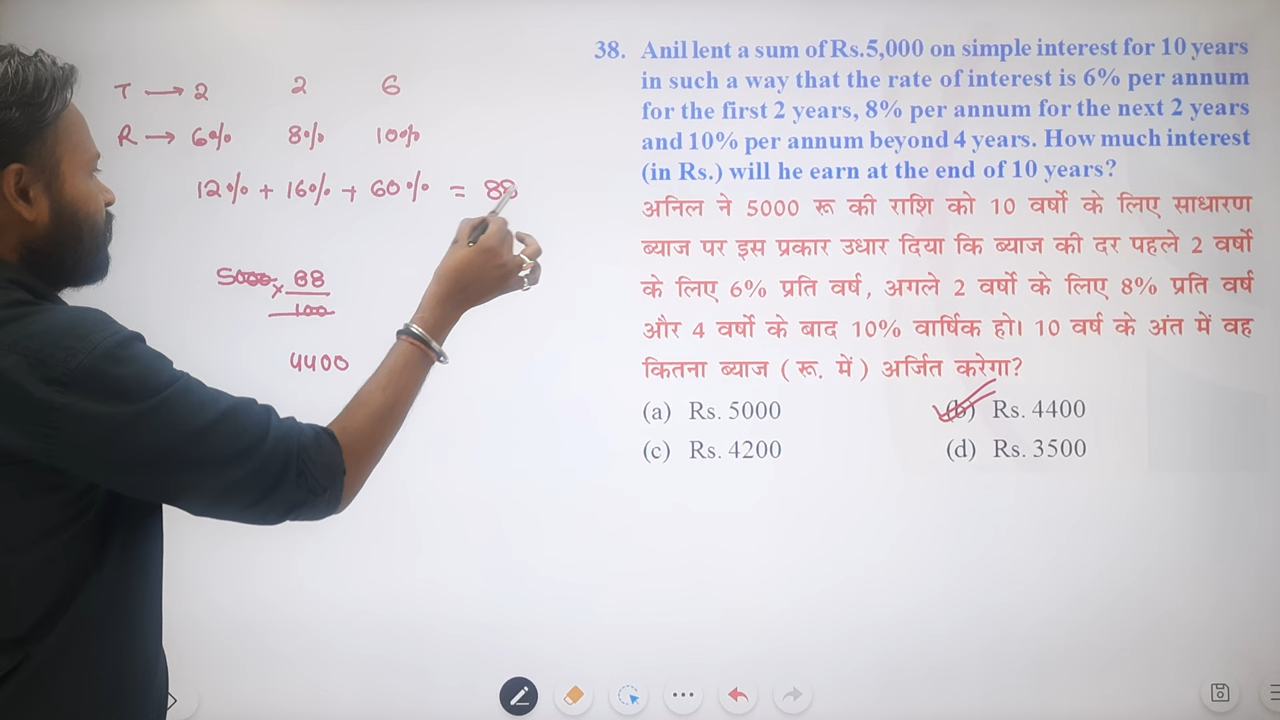 T → 2 2 6
R → 6% 8% 10%
12% + 16% + 60% = 88
5000 × 88
100
4400
38. Anil lent a sum of Rs.5,000 on simple interest for 10 years
in such a way that the rate of interest is 6% per annum
for the first 2 years, 8% per annum for the next 2 years
and 10% per annum beyond 4 years. How much interest
(in Rs.) will he earn at the end of 10 years?
अनिल ने 5000 रू की राशि को 10 वर्षो के लिए साधारण
ब्याज पर इस प्रकार उधार दिया कि ब्याज की दर पहले 2 वर्षो
के लिए 6% प्रति वर्ष, अगले 2 वर्षो के लिए 8% प्रति वर्ष
और 4 वर्षो के बाद 10% वार्षिक हो। 10 वर्ष के अंत में वह
कितना ब्याज ( रू. में ) अर्जित करेगा?
(a) Rs. 5000 (b) Rs. 4400
(c) Rs. 4200 (d) Rs. 3500